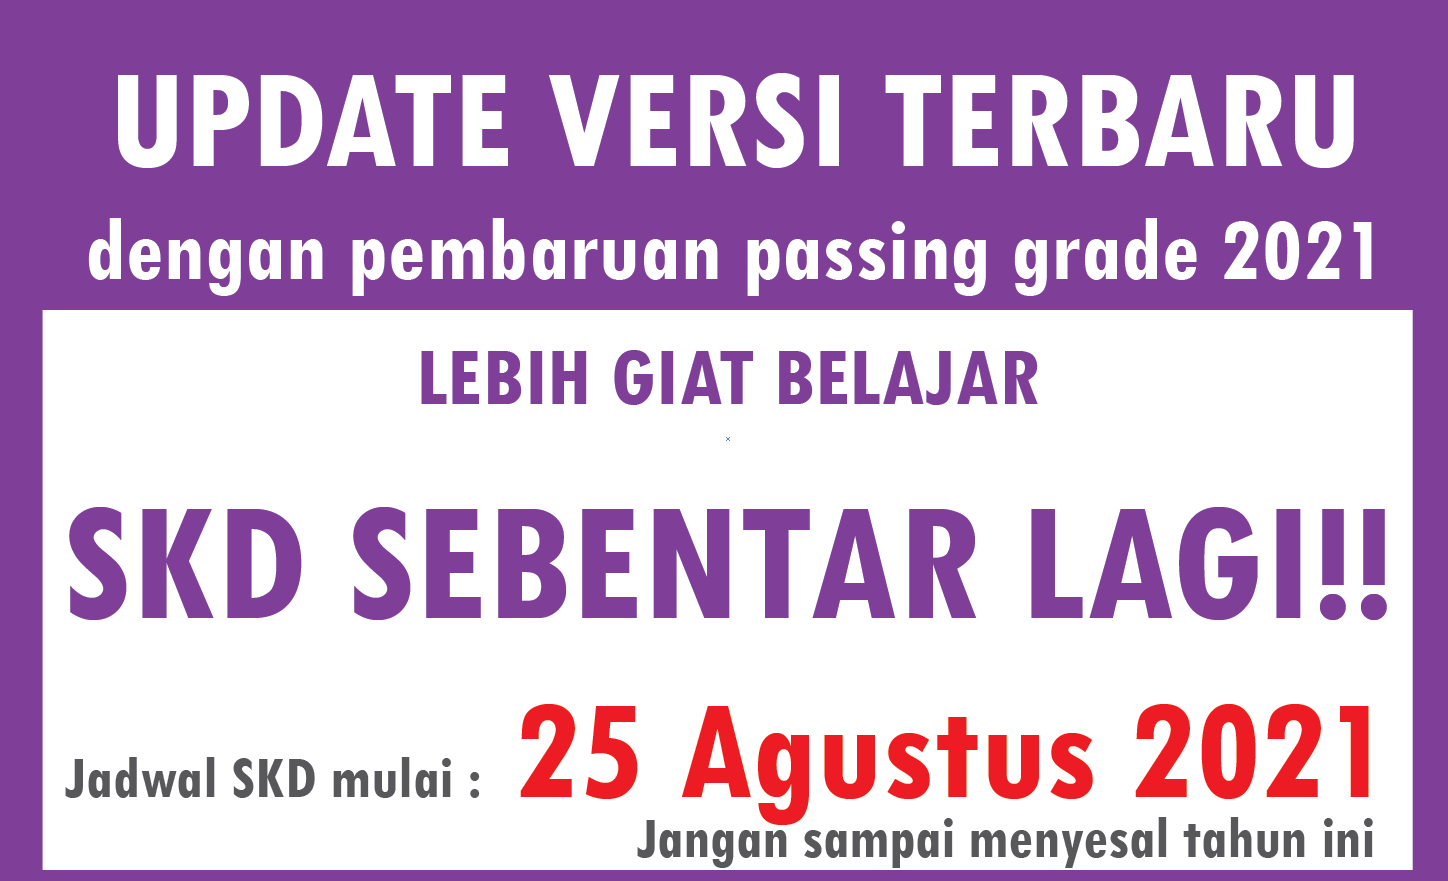 UPDATE VERSI TERBARU
dengan pembaruan passing grade 2021
LEBIH GIAT BELAJAR
SKD SEBENTAR LAGI!!
Jadwal SKD mulai : 25 Agustus 2021
Jangan sampai menyesal tahun ini